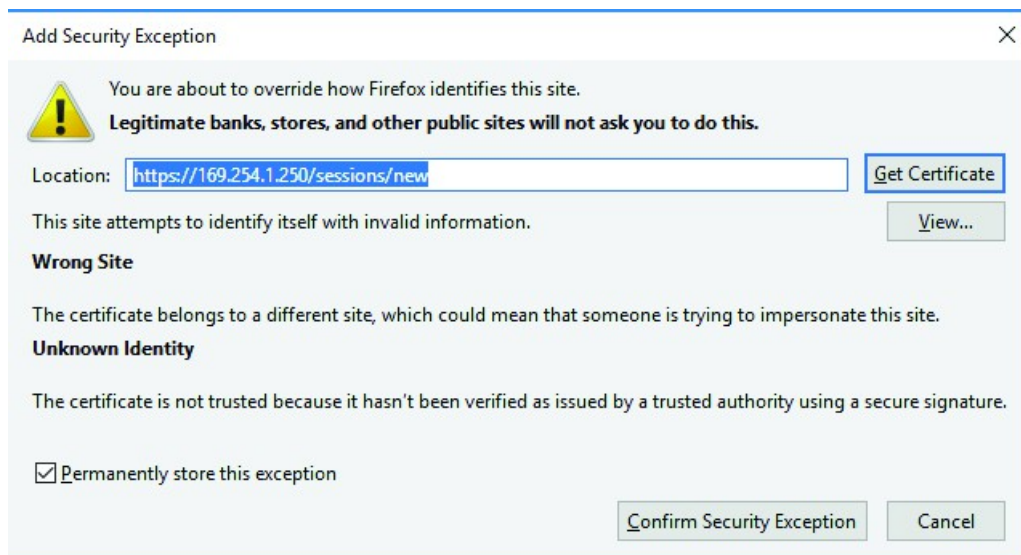 Add Security Exception
You are about to override how Firefox identifies this site.
Legitimate banks, stores, and other public sites will not ask you to do this.
Location: https://169.254.1.250/sessions/new Get Certificate
This site attempts to identify itself with invalid information. View...
Wrong Site
The certificate belongs to a different site, which could mean that someone is trying to impersonate this site.
Unknown Identity
The certificate is not trusted because it hasn't been verified as issued by a trusted authority using a secure signature.
Permanently store this exception
Confirm Security Exception Cancel